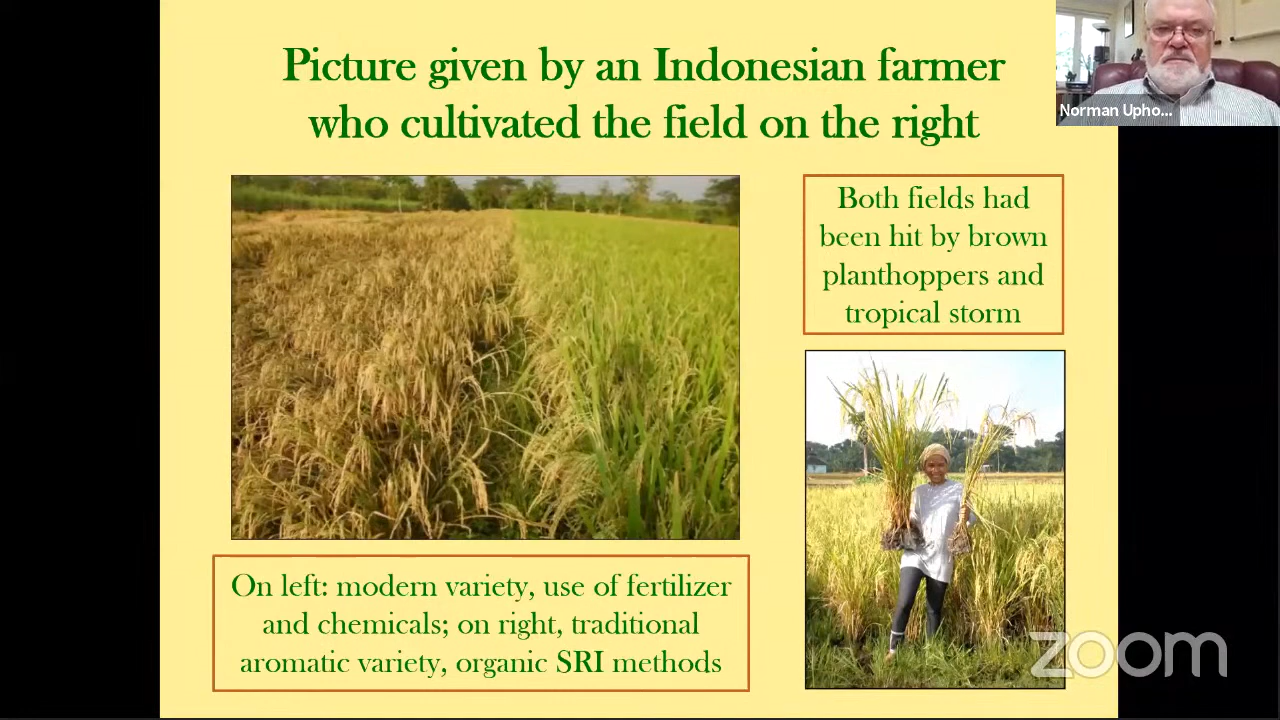 Picture given by an Indonesian farmer
who cultivated the field on the right
Norman Upho...
Both fields had
been hit by brown
planthoppers and
tropical storm
On left: modern variety, use of fertilizer
and chemicals; on right, traditional
aromatic variety, organic SRI methods
zoom